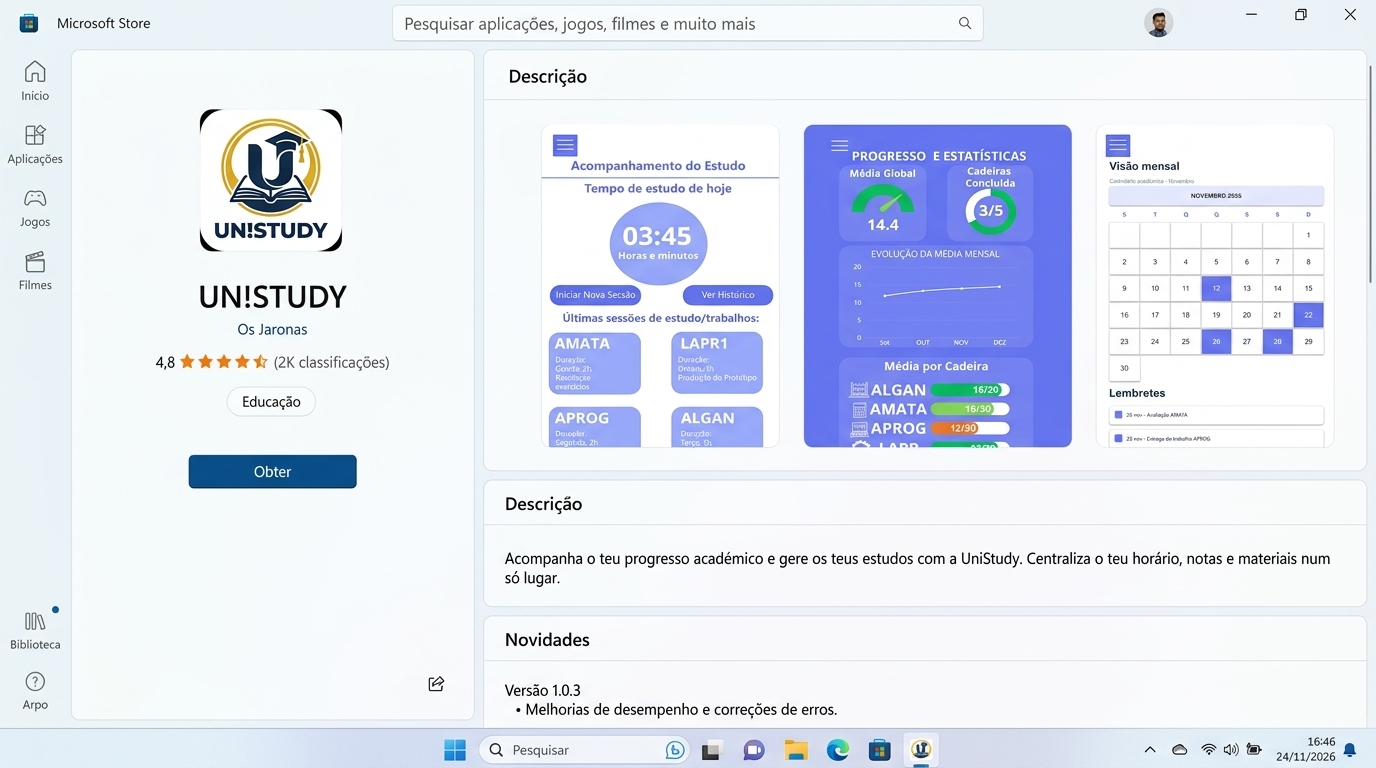 Microsoft Store
Pesquisar aplicações, jogos, filmes e muito mais
Início
Aplicações
Jogos
Filmes
Biblioteca
Arpo
UN!STUDY
UN!STUDY
Os Jaronas
4,8 (2K classificações)
Educação
Obter
Descrição
Acompanhamento do Estudo
Tempo de estudo de hoje
03:45
Horas e minutos
Iniciar Nova Secsão
Ver Histórico
Últimas sessões de estudo/trabalhos:
AMATA
exercícios
LAPR1
Produção do Protótipo
APROG
ALGAN
PROGRESSO E ESTATÍSTICAS
Média Global
14.4
Cadeiras
Concluída
3/5
EVOLUÇÃO DA MÉDIA MENSAL
20
15
10
5
0
OUT NOV DCZ
Média por Cadeira
ALGAN 16/20
AMATA 16/30
APROG 12/90
Visão mensal
NOVEMBRO 2555
S T Q Q S S D
1
2 3 4 5 6 7 8
9 10 11 12 13 14 15
16 17 18 19 20 21 22
23 24 25 26 27 28 29
30
Lembretes
Descrição
Acompanha o teu progresso académico e gere os teus estudos com a UniStudy. Centraliza o teu horário, notas e materiais num
só lugar.
Novidades
Versão 1.0.3
• Melhorias de desempenho e correções de erros.
Pesquisar
16:46
24/11/2026